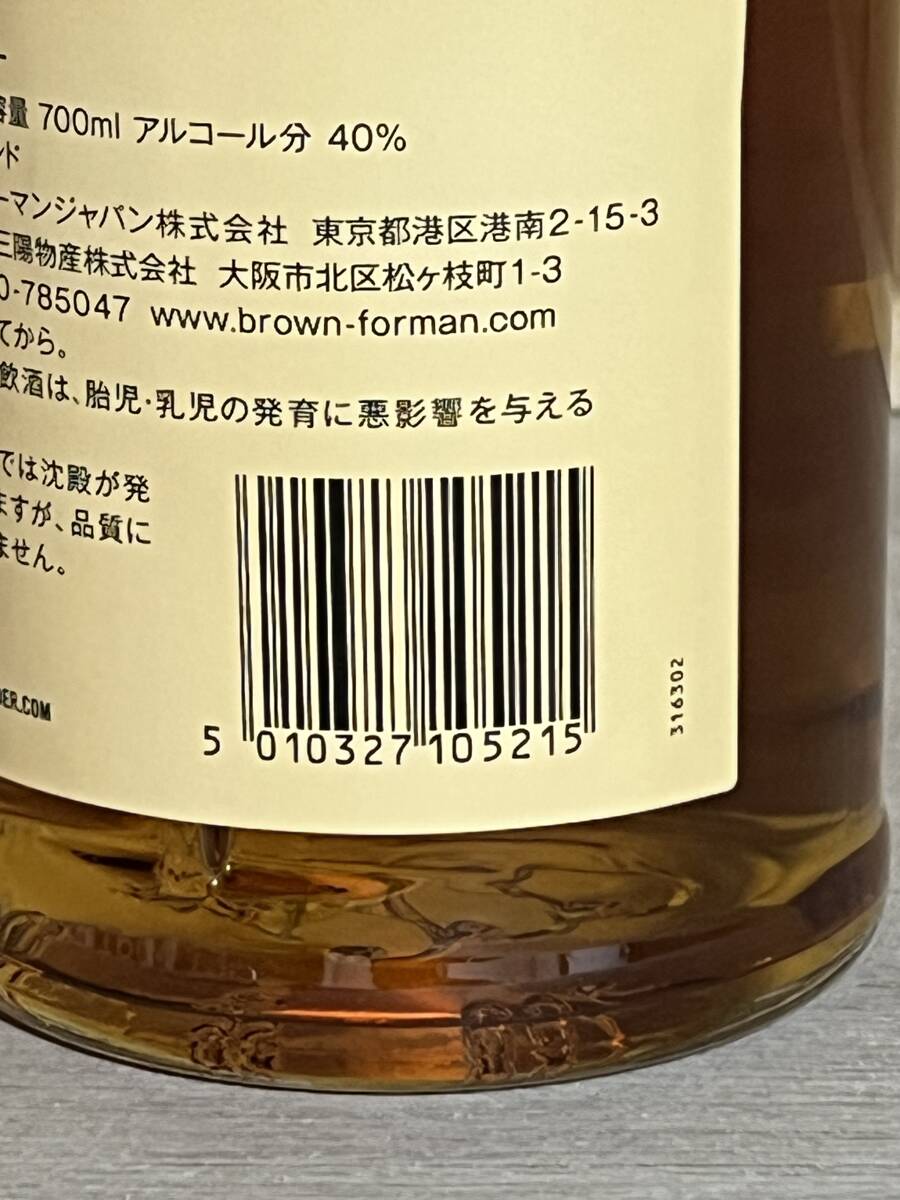 容量 700ml アルコール分 40%
ンド
ーマンジャパン株式会社 東京都港区港南2-15-3
三陽物産株式会社 大阪市北区松ヶ枝町1-3
0-785047 www.brown-forman.com
てから。
飲酒は、胎児・乳児の発育に悪影響を与える
では沈殿が発
ますが、品質に
ません。
DER.COM
5 010327 105215
316302